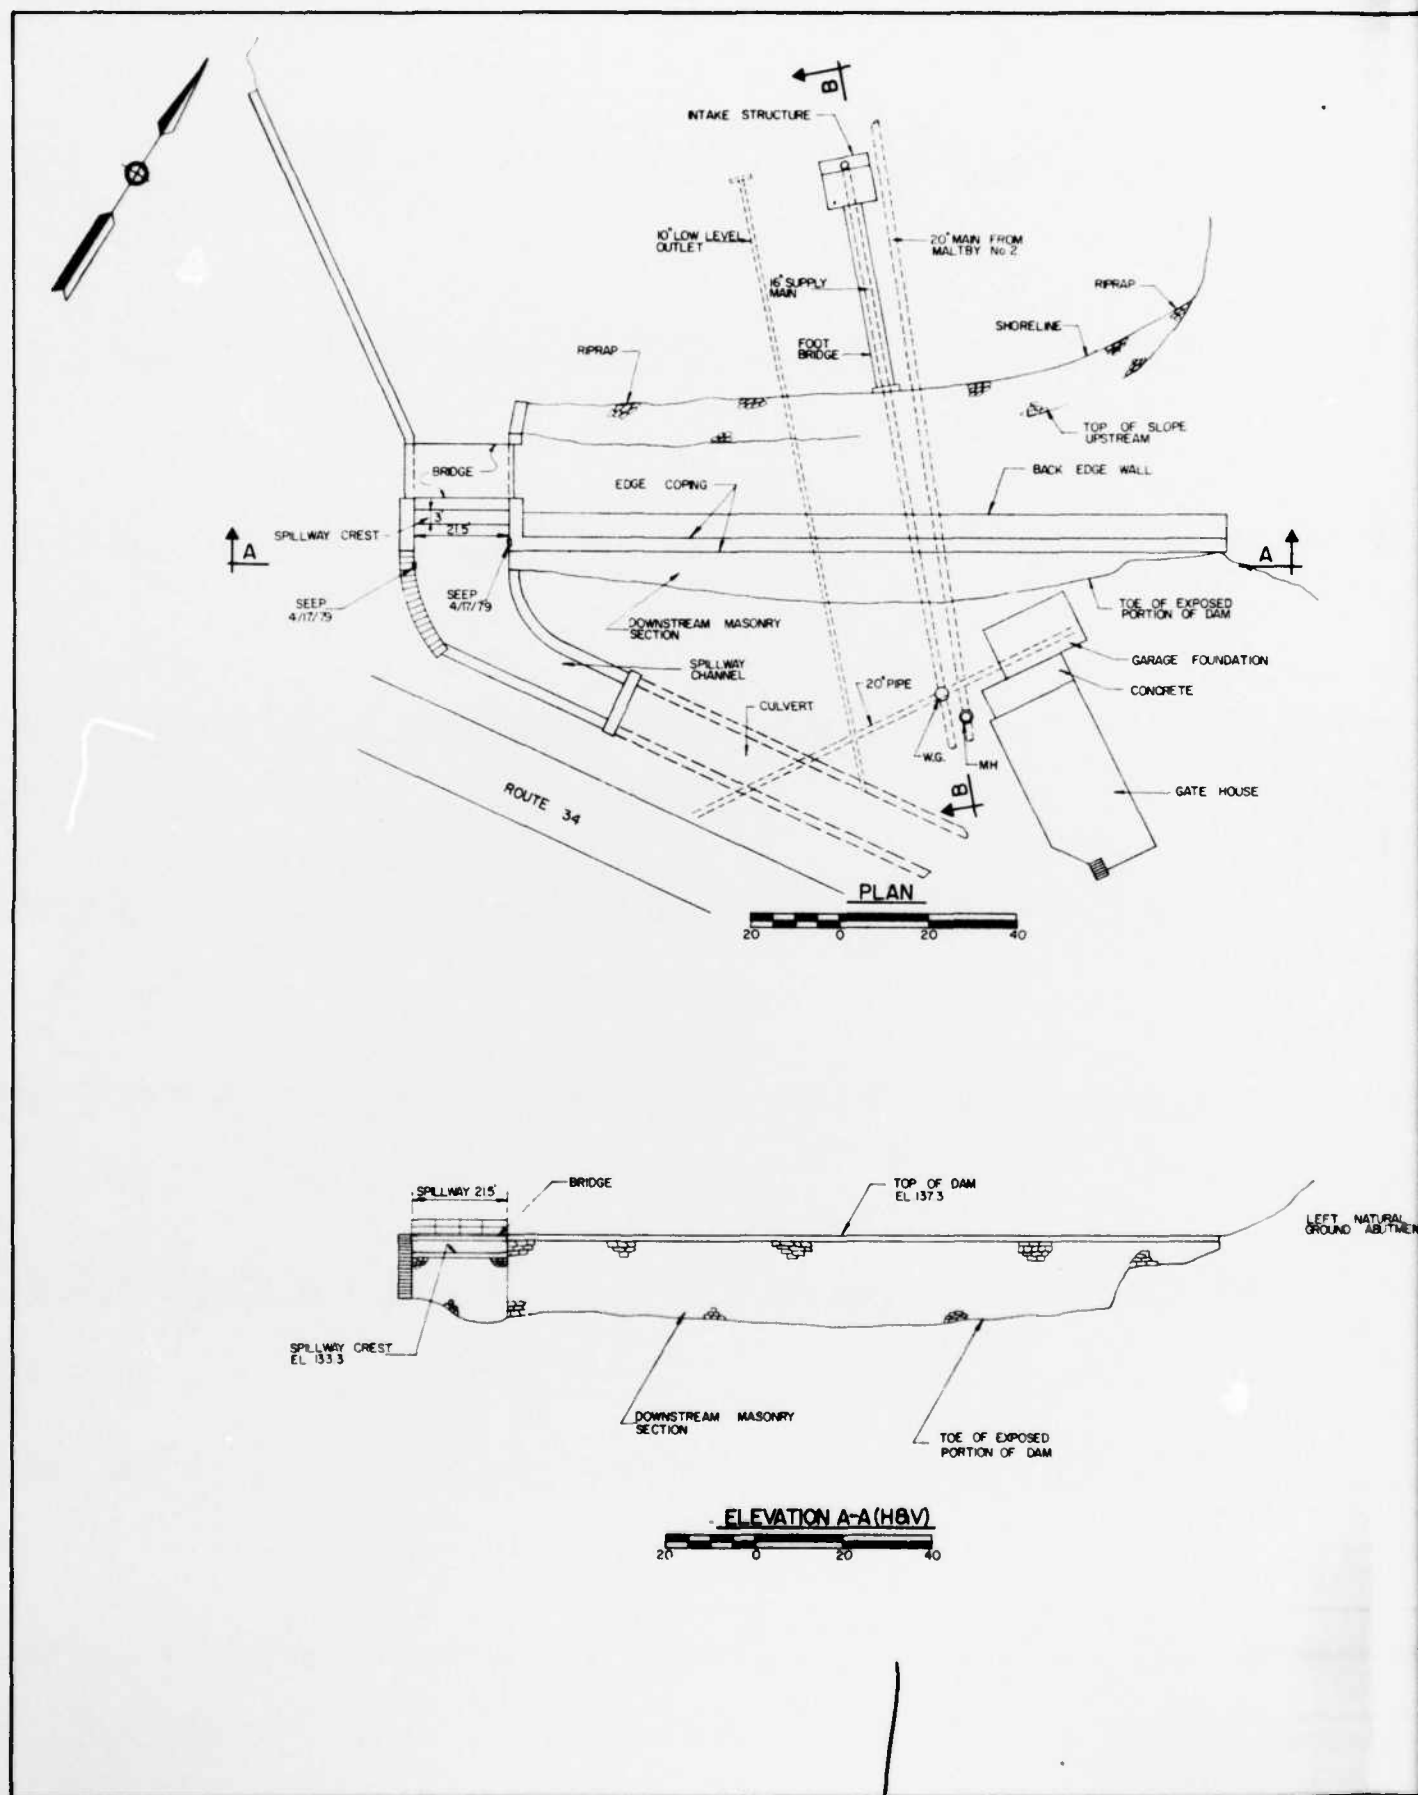 B
INTAKE STRUCTURE
10" LOW LEVEL
OUTLET
20" MAIN FROM
MALTBY No 2.
16" SUPPLY
MAIN
RIPRAP
SHORELINE
FOOT
BRIDGE
RIPRAP
TOP OF SLOPE
UPSTREAM
BRIDGE
BACK EDGE WALL
EDGE COPING
3'
SPILLWAY CREST
21.5'
A
A
SEEP
4/17/79
SEEP
4/17/79
TOE OF EXPOSED
PORTION OF DAM
DOWNSTREAM MASONRY
SECTION
SPILLWAY
CHANNEL
GARAGE FOUNDATION
20" PIPE
CONCRETE
CULVERT
W.G.
MH
B
GATE HOUSE
ROUTE 34
PLAN
20 0 20 40
SPILLWAY 21.5'
BRIDGE
TOP OF DAM
EL 137.3
LEFT NATURAL
GROUND ABUTMEN
SPILLWAY CREST
EL 133.3
DOWNSTREAM MASONRY
SECTION
TOE OF EXPOSED
PORTION OF DAM
ELEVATION A-A (H&V)
20 0 20 40